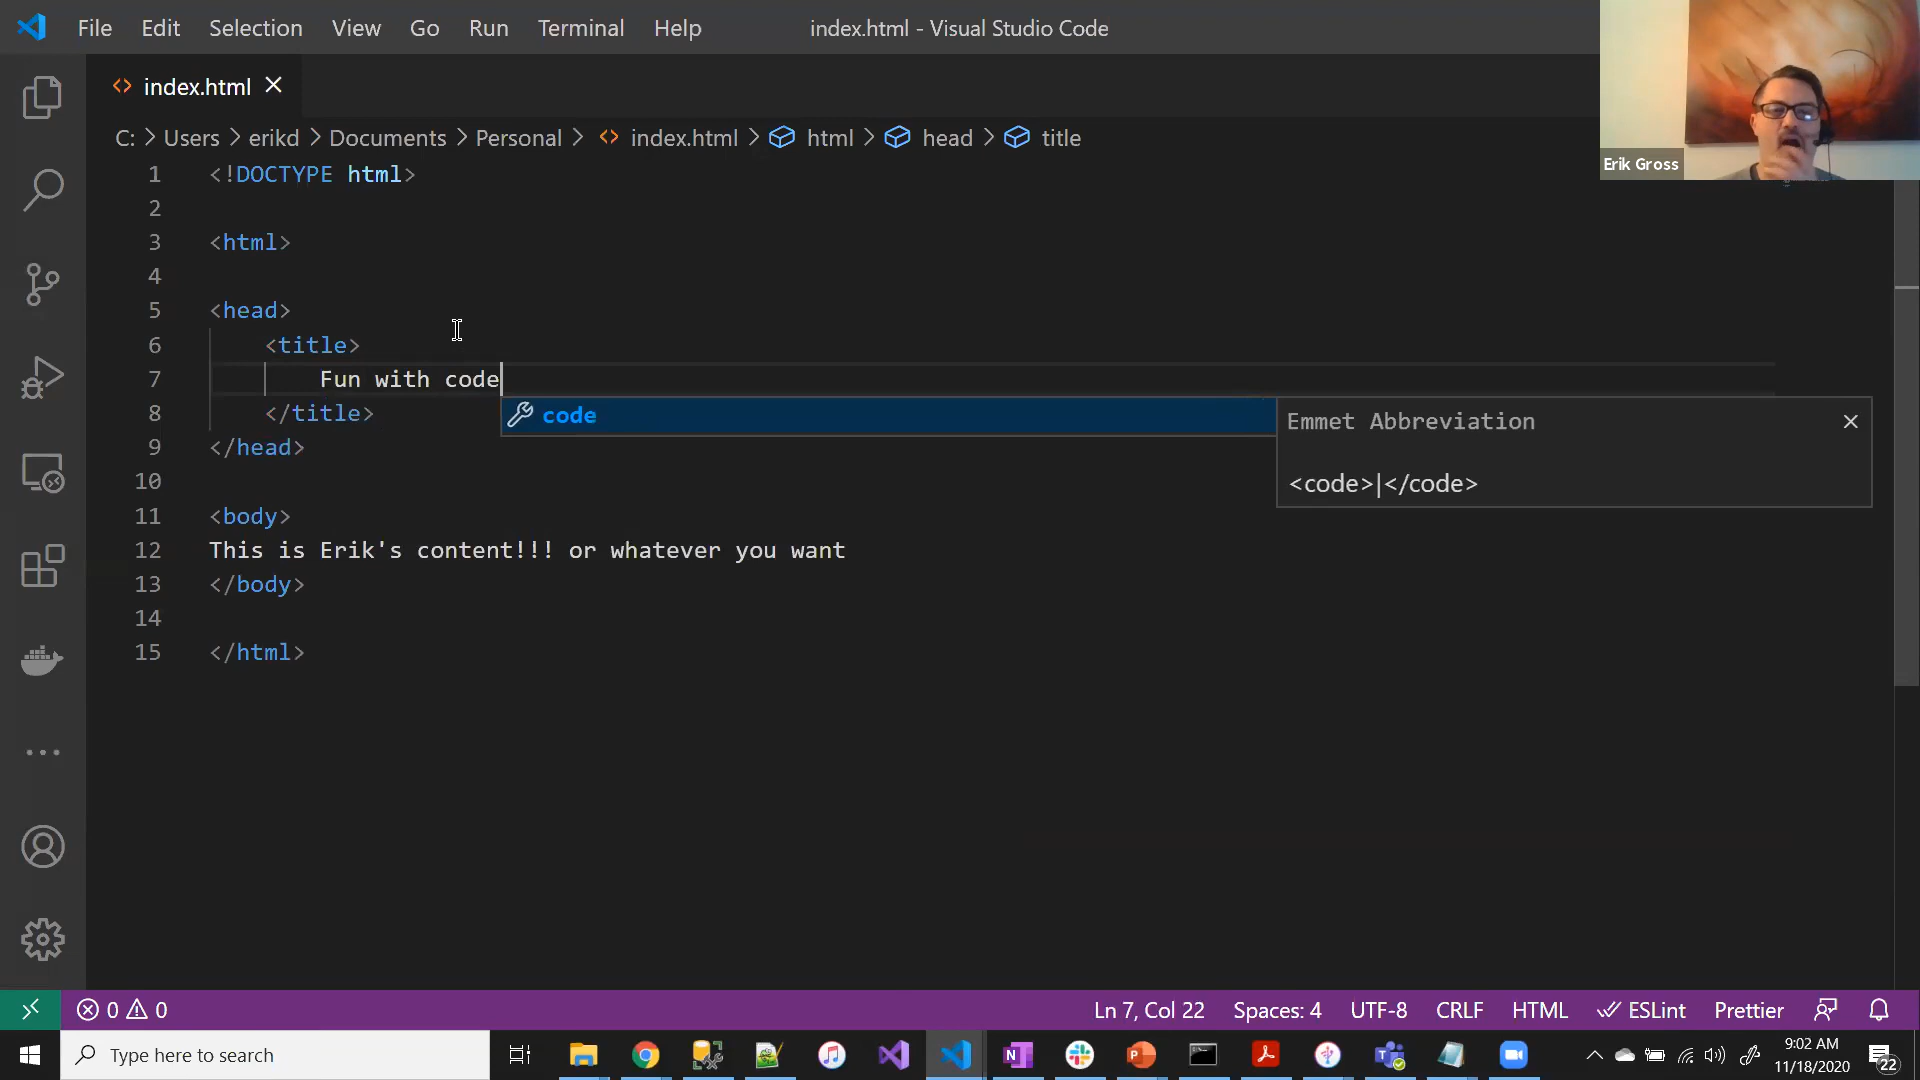 File Edit Selection View Go Run Terminal Help index.html - Visual Studio Code
index.html
C: > Users > erikd > Documents > Personal > index.html > html > head > title
Erik Gross
1 <!DOCTYPE html>
2
3 <html>
4
5 <head>
6 <title>
7 Fun with code
8 </title>
code
Emmet Abbreviation
<code>|</code>
9 </head>
10
11 <body>
12 This is Erik's content!!! or whatever you want
13 </body>
14
15 </html>
0 0 Ln 7, Col 22 Spaces: 4 UTF-8 CRLF HTML ESLint Prettier
Type here to search
9:02 AM
11/18/2020
22